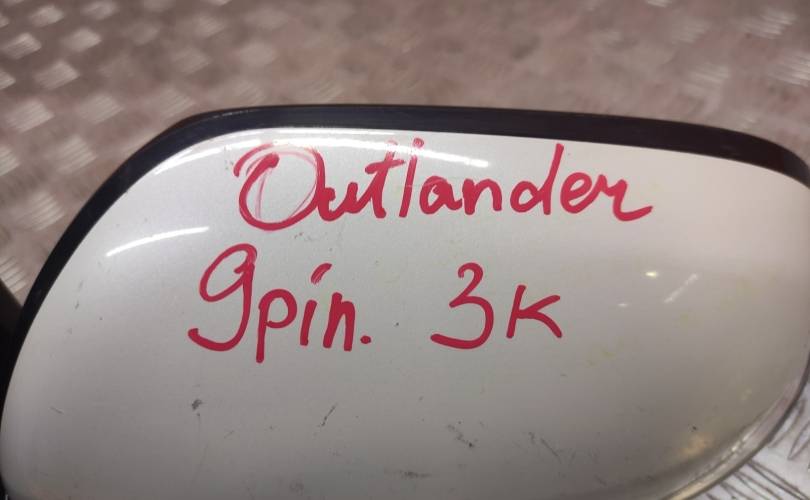 Outlander
9pin. 3K